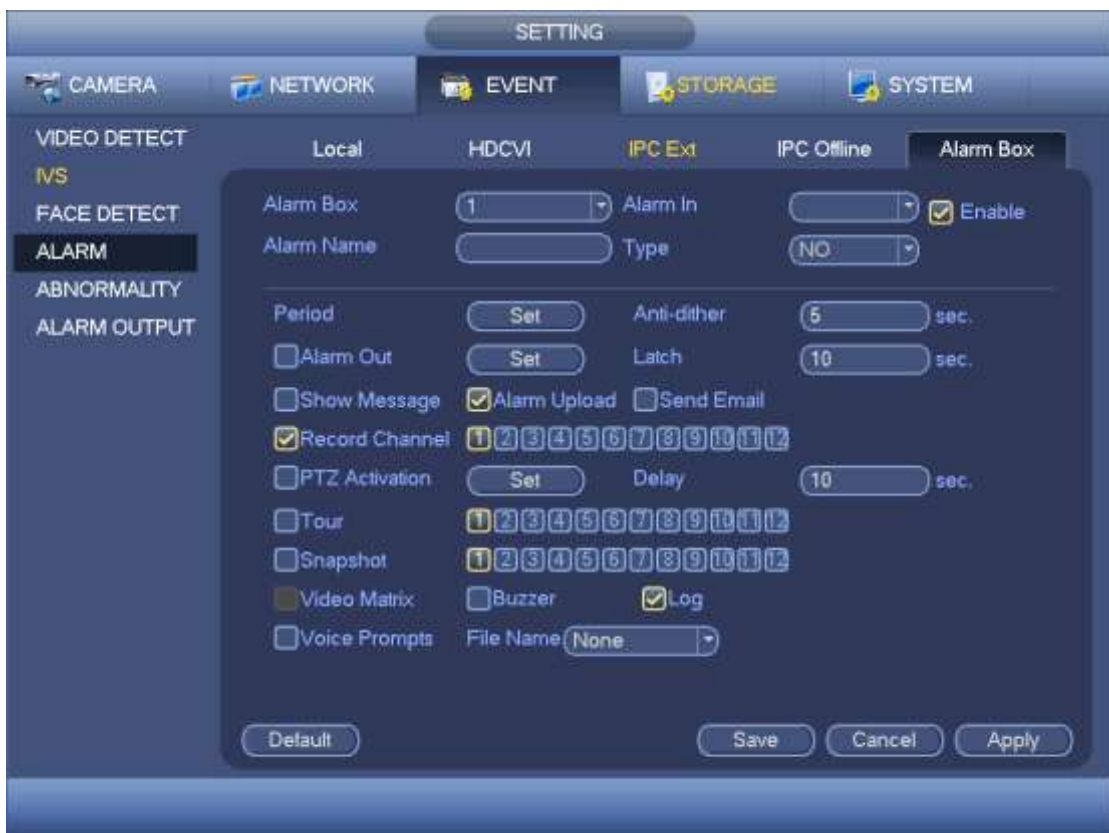 SETTING
CAMERA NETWORK EVENT STORAGE SYSTEM
VIDEO DETECT
IVS
FACE DETECT
ALARM
ABNORMALITY
ALARM OUTPUT
Local HDCVI IPC Ext IPC Offline Alarm Box
Alarm Box 1 Alarm In Enable
Alarm Name Type NO
Period Set Anti-dither 5 sec.
Alarm Out Set Latch 10 sec.
Show Message Alarm Upload Send Email
Record Channel 1 2 3 4 5 6 7 8 9 10 11 12
PTZ Activation Set Delay 10 sec.
Tour 1 2 3 4 5 6 7 8 9 10 11 12
Snapshot 1 2 3 4 5 6 7 8 9 10 11 12
Video Matrix Buzzer Log
Voice Prompts File Name None
Default Save Cancel Apply